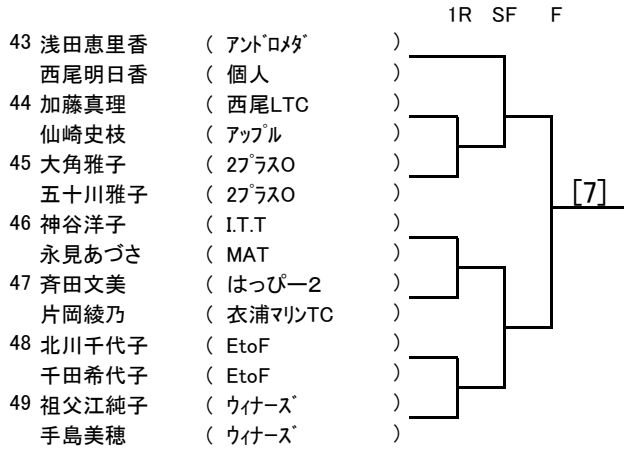 1R SF F
43 浅田恵里香 ( ｱﾝﾄﾞﾛﾒﾀﾞ )
西尾明日香 ( 個人 )
44 加藤真理 ( 西尾LTC )
仙崎史枝 ( ｱｯﾌﾟﾙ )
45 大角雅子 ( 2ﾌﾟﾗｽO )
五十川雅子 ( 2ﾌﾟﾗｽO )
[7]
46 神谷洋子 ( I.T.T )
永見あづさ ( MAT )
47 斉田文美 ( はっぴー2 )
片岡綾乃 ( 衣浦マリンTC )
48 北川千代子 ( EtoF )
千田希代子 ( EtoF )
49 祖父江純子 ( ｳｨﾅｰｽﾞ )
手島美穂 ( ｳｨﾅｰｽﾞ )